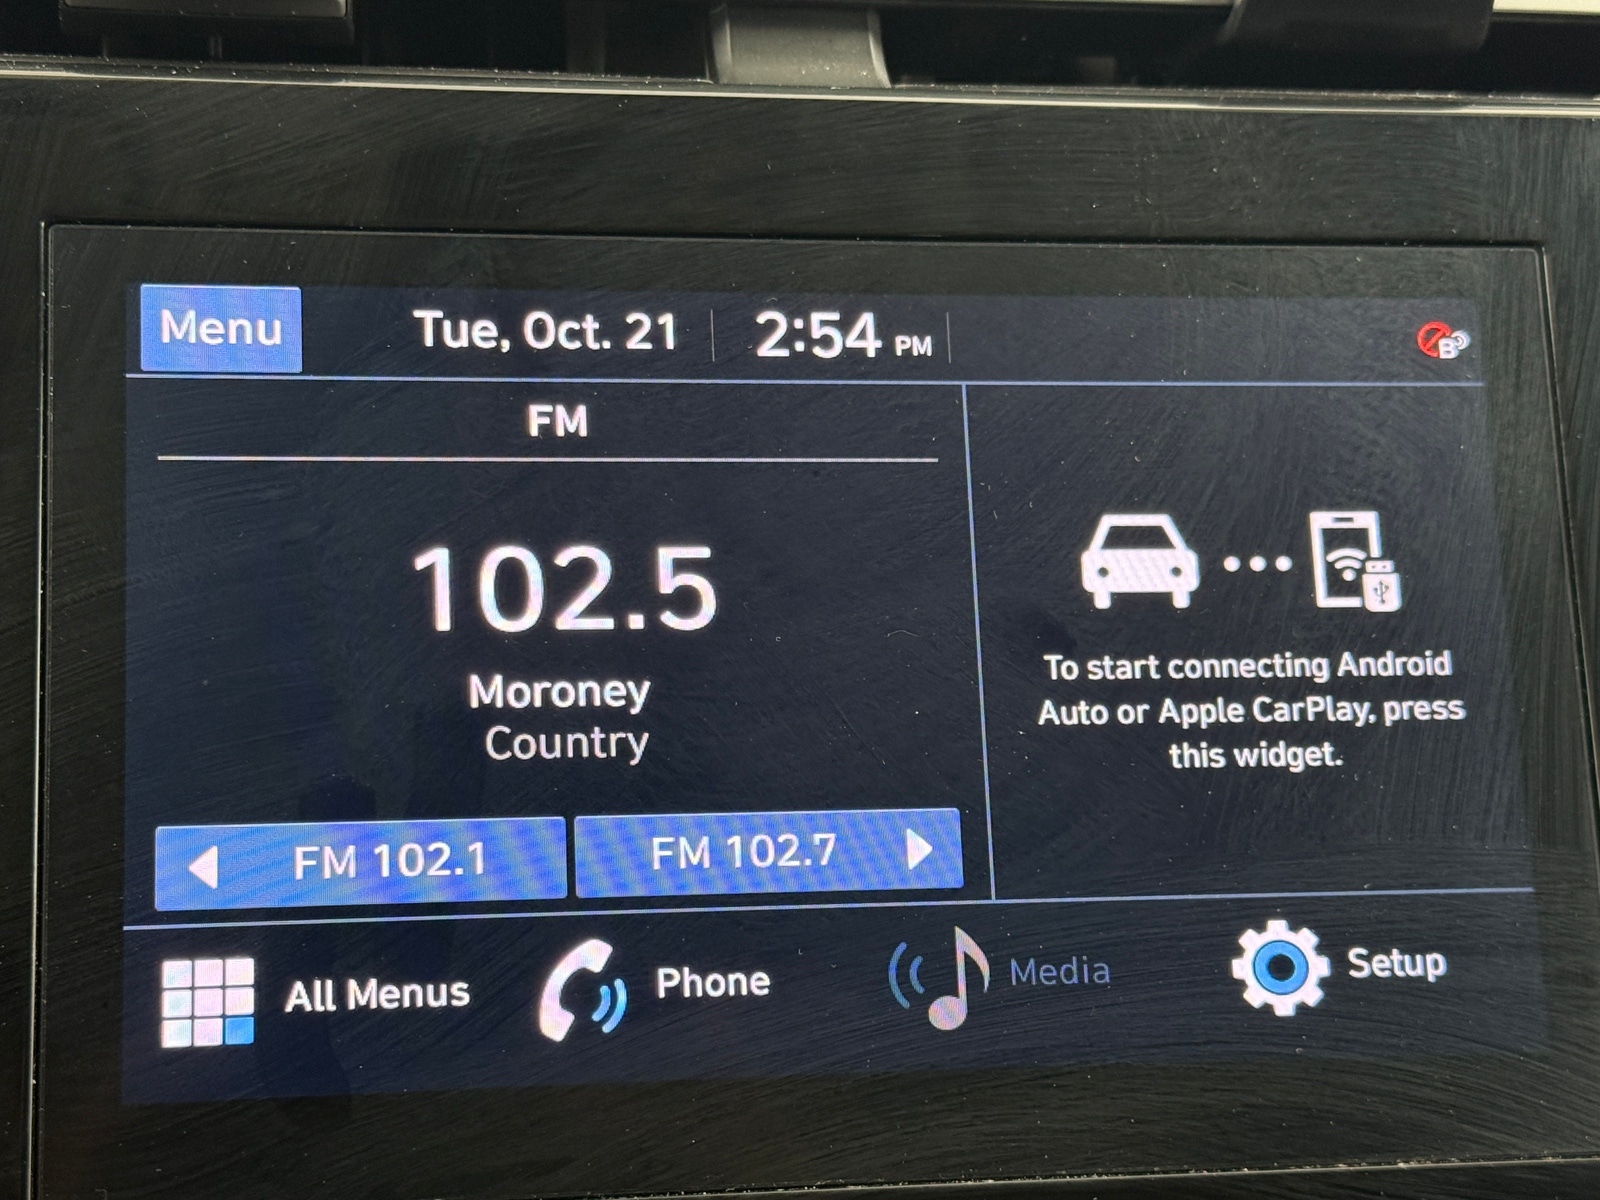 Menu
Tue, Oct. 21
2:54 PM
B
FM
102.5
Moroney
Country
To start connecting Android
Auto or Apple CarPlay, press
this widget.
FM 102.1
FM 102.7
All Menus
Phone
Media
Setup